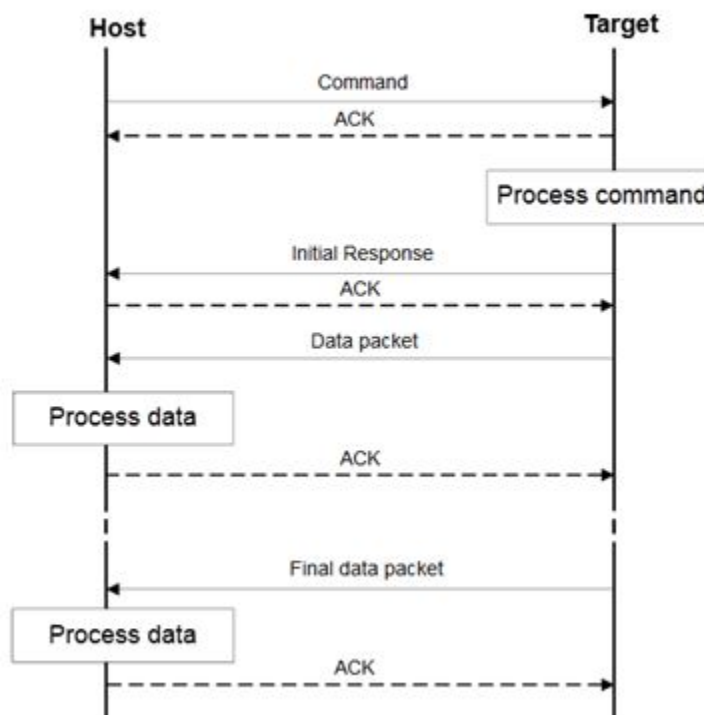 Host
Target
Command
ACK
Process command
Initial Response
ACK
Data packet
Process data
ACK
Final data packet
Process data
ACK